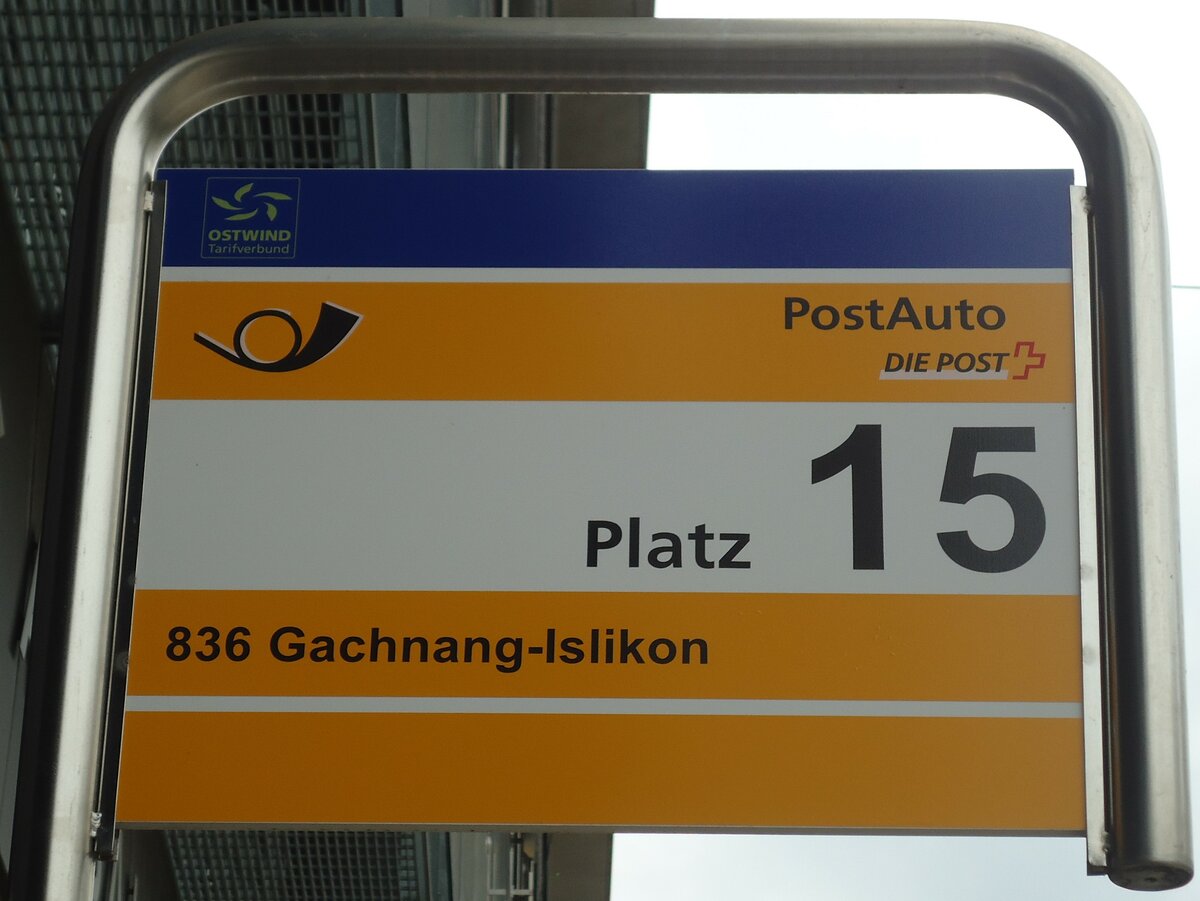 OSTWIND
Tarifverbund
PostAuto
DIE POST
Platz 15
836 Gachnang-Islikon